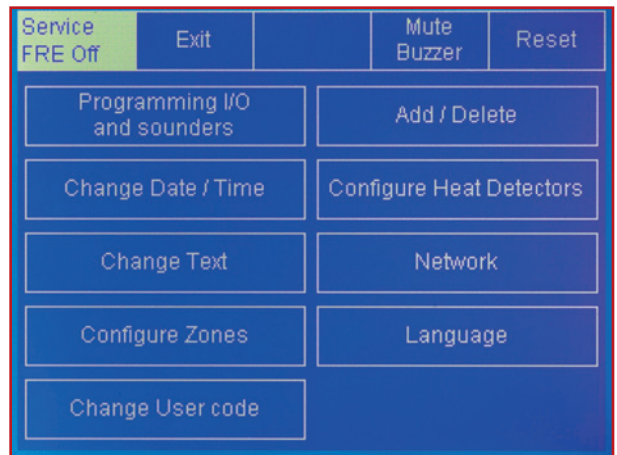 Service
FRE Off
Exit
Mute
Buzzer
Reset
Programming I/O
and sounders
Add / Delete
Change Date / Time
Configure Heat Detectors
Change Text
Network
Configure Zones
Language
Change User code